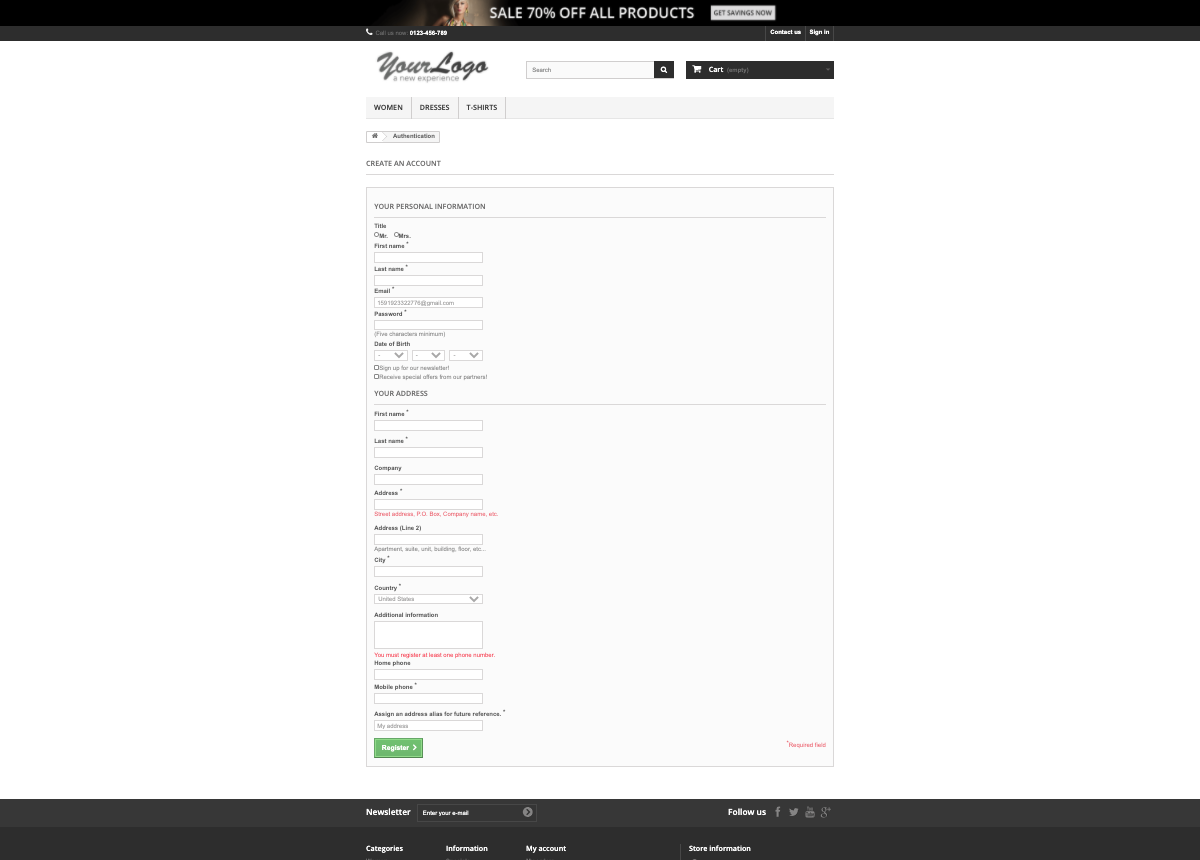 SALE 70% OFF ALL PRODUCTS GET SAVINGS NOW
Call us now: 0123-456-789 Contact us Sign in
YourLogo
a new experience
Search
Cart (empty)
WOMEN DRESSES T-SHIRTS
Authentication
CREATE AN ACCOUNT
YOUR PERSONAL INFORMATION
Title
Mr. Mrs.
First name *
Last name *
Email *
1591923322776@gmail.com
Password *
(Five characters minimum)
Date of Birth
- - -
Sign up for our newsletter!
Receive special offers from our partners!
YOUR ADDRESS
First name *
Last name *
Company
Address *
Street address, P.O. Box, Company name, etc.
Address (Line 2)
Apartment, suite, unit, building, floor, etc...
City *
Country *
United States
Additional information
You must register at least one phone number.
Home phone
Mobile phone *
Assign an address alias for future reference. *
My address
Register
*Required field
Newsletter Enter your e-mail Follow us
Categories Information My account Store information